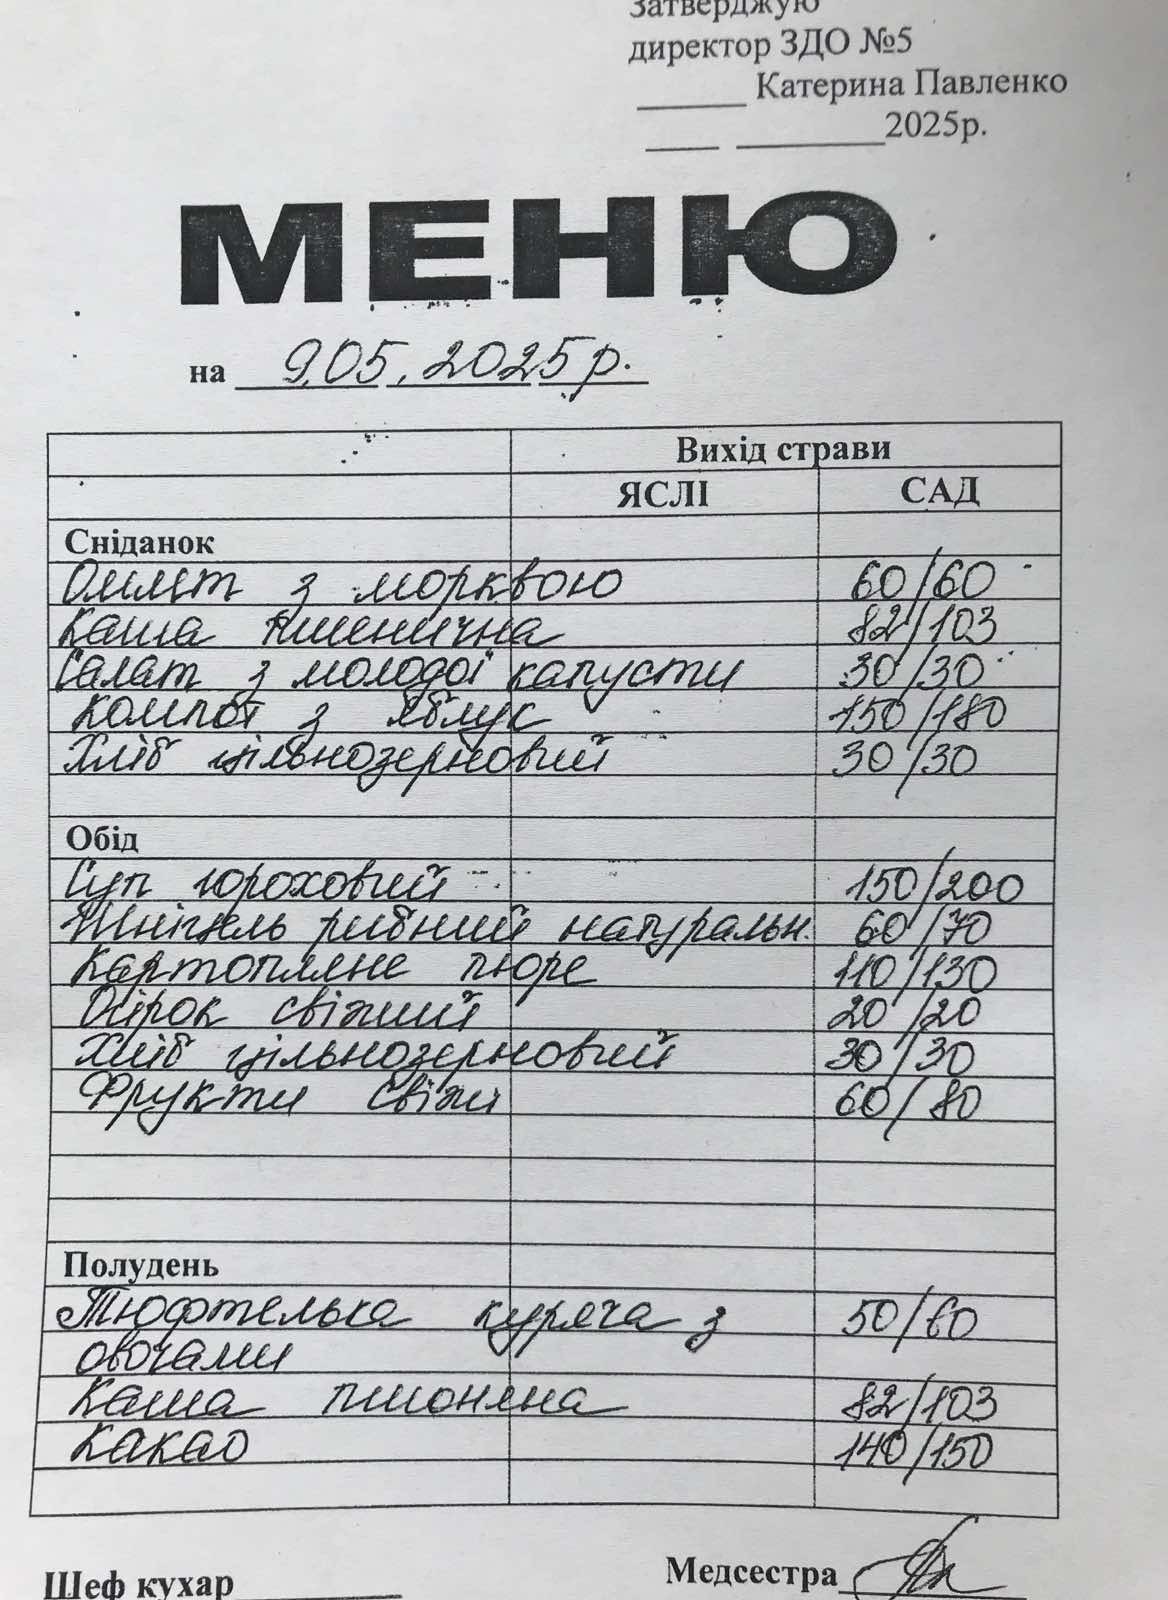 Затверджую
директор ЗДО №5
______ Катерина Павленко
____ ________2025р.
МЕНЮ
на 9.05.2025р.
Вихід страви
ЯСЛІ САД
Сніданок
Омлет з морквою 60/60
Каша пшенична 82/103
Салат з молодої капусти 30/30
Компот з яблук 150/180
Хліб цільнозерновий 30/30
Обід
Суп гороховий 150/200
Шніцель рибний натуральн. 60/70
Картопляне пюре 110/130
Огірок свіжий 20/20
Хліб цільнозерновий 30/30
Фрукти свіжі 60/80
Полудень
Тюфтелька куряча з 50/60
овочами
Каша пшоняна 82/103
Какао 140/150
Шеф кухар_________ Медсестра